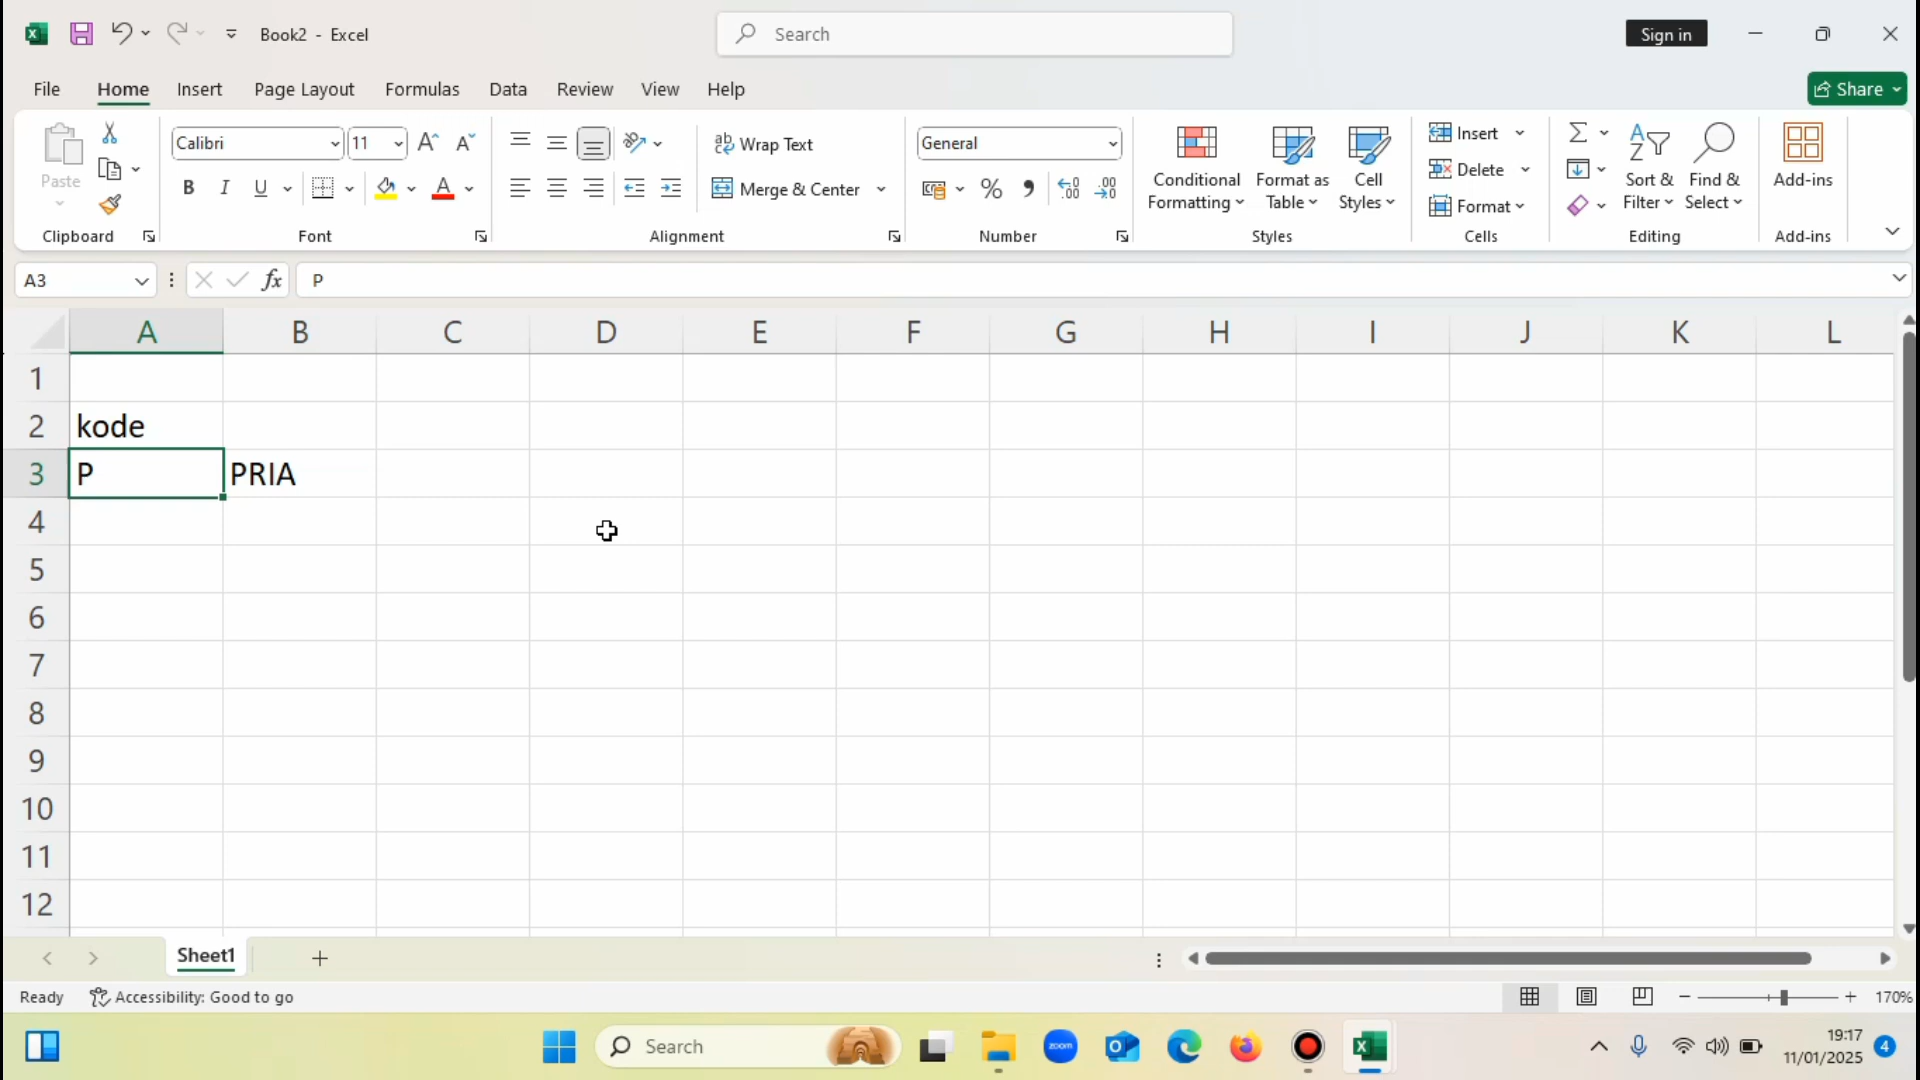 Book2 - Excel
Search
Sign in
File Home Insert Page Layout Formulas Data Review View Help
Share
Paste
Clipboard
Calibri 11
B I U
Font
Wrap Text
Merge & Center
Alignment
General
Number
Conditional Formatting
Format as Table
Cell Styles
Styles
Insert
Delete
Format
Cells
Sort & Filter
Find & Select
Editing
Add-ins
Add-ins
A3 fx P
A B C D E F G H I J K L
1
2 kode
3 P PRIA
4
5
6
7
8
9
10
11
12
Sheet1
Ready Accessibility: Good to go 170%
Search zoom 19:17
11/01/2025 4